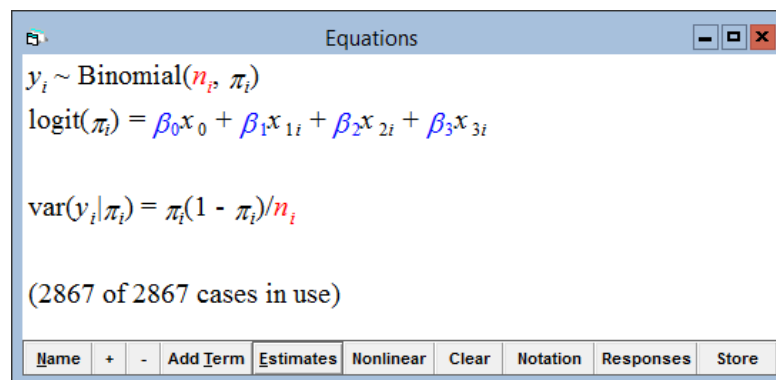 Equations
yᵢ ~ Binomial(nᵢ, πᵢ)
logit(πᵢ) = β₀x₀ + β₁x₁ᵢ + β₂x₂ᵢ + β₃x₃ᵢ
var(yᵢ|πᵢ) = πᵢ(1 - πᵢ)/nᵢ
(2867 of 2867 cases in use)
Name + - Add Term Estimates Nonlinear Clear Notation Responses Store